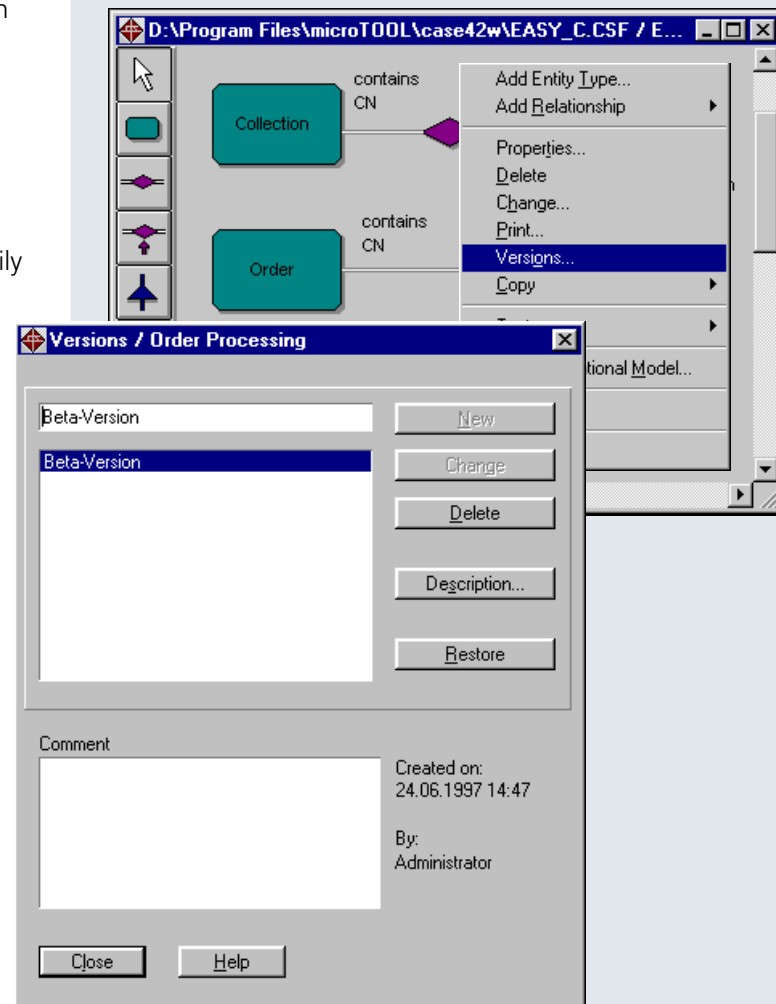 D:\Program Files\microTOOL\case42w\EASY_C.CSF / E...
contains
CN
Collection
contains
CN
Order
Add Entity Type...
Add Relationship
Properties...
Delete
Change...
Print...
Versions...
Copy
tional Model...
ily
Versions / Order Processing
Beta-Version
New
Beta-Version
Change
Delete
Description...
Restore
Comment
Created on:
24.06.1997 14:47
By:
Administrator
Close
Help